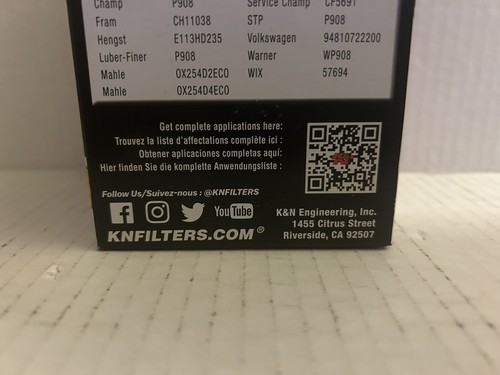 Champ P908 Service Champ CF5691
Fram CH11038 STP P908
Hengst E113HD235 Volkswagen 94810722200
Luber-Finer P908 Warner WP908
Mahle OX254D2ECO WIX 57694
Mahle OX254D4ECO
Get complete applications here:
Trouvez la liste d'affectations complète ici :
Obtener aplicaciones completas aquí:
Hier finden Sie die komplette Anwendungsliste :
Follow Us/Suivez-nous : @KNFILTERS
YouTube
KNFILTERS.COM®
K&N Engineering, Inc.
1455 Citrus Street
Riverside, CA 92507